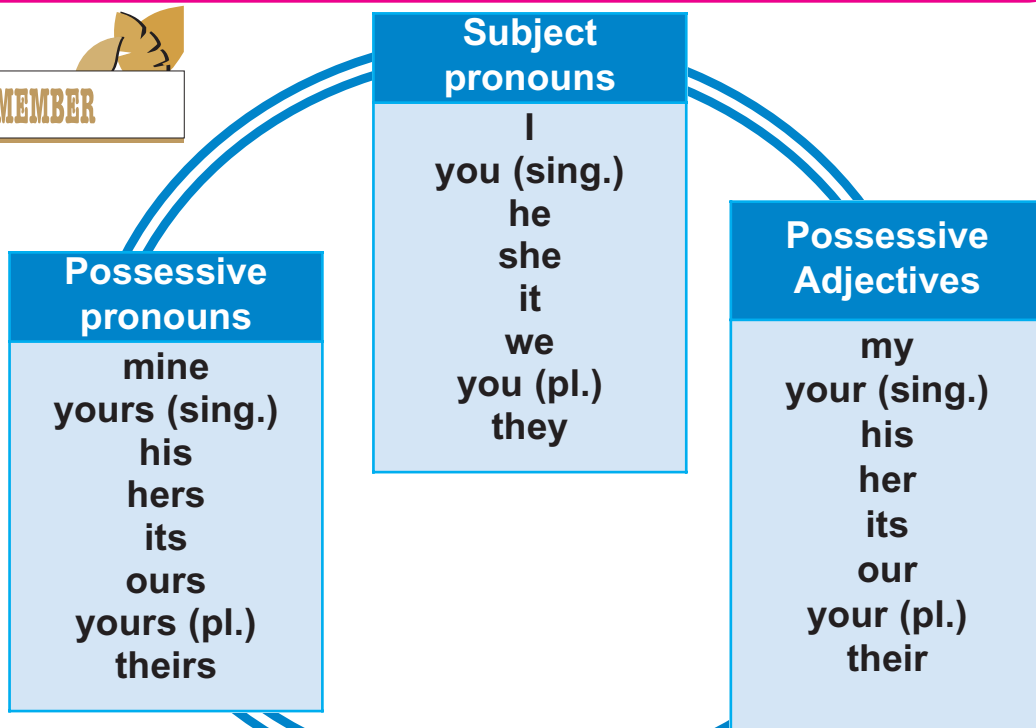 MEMBER
Subject
pronouns
I
you (sing.)
he
she
it
we
you (pl.)
they
Possessive
pronouns
mine
yours (sing.)
his
hers
its
ours
yours (pl.)
theirs
Possessive
Adjectives
my
your (sing.)
his
her
its
our
your (pl.)
their